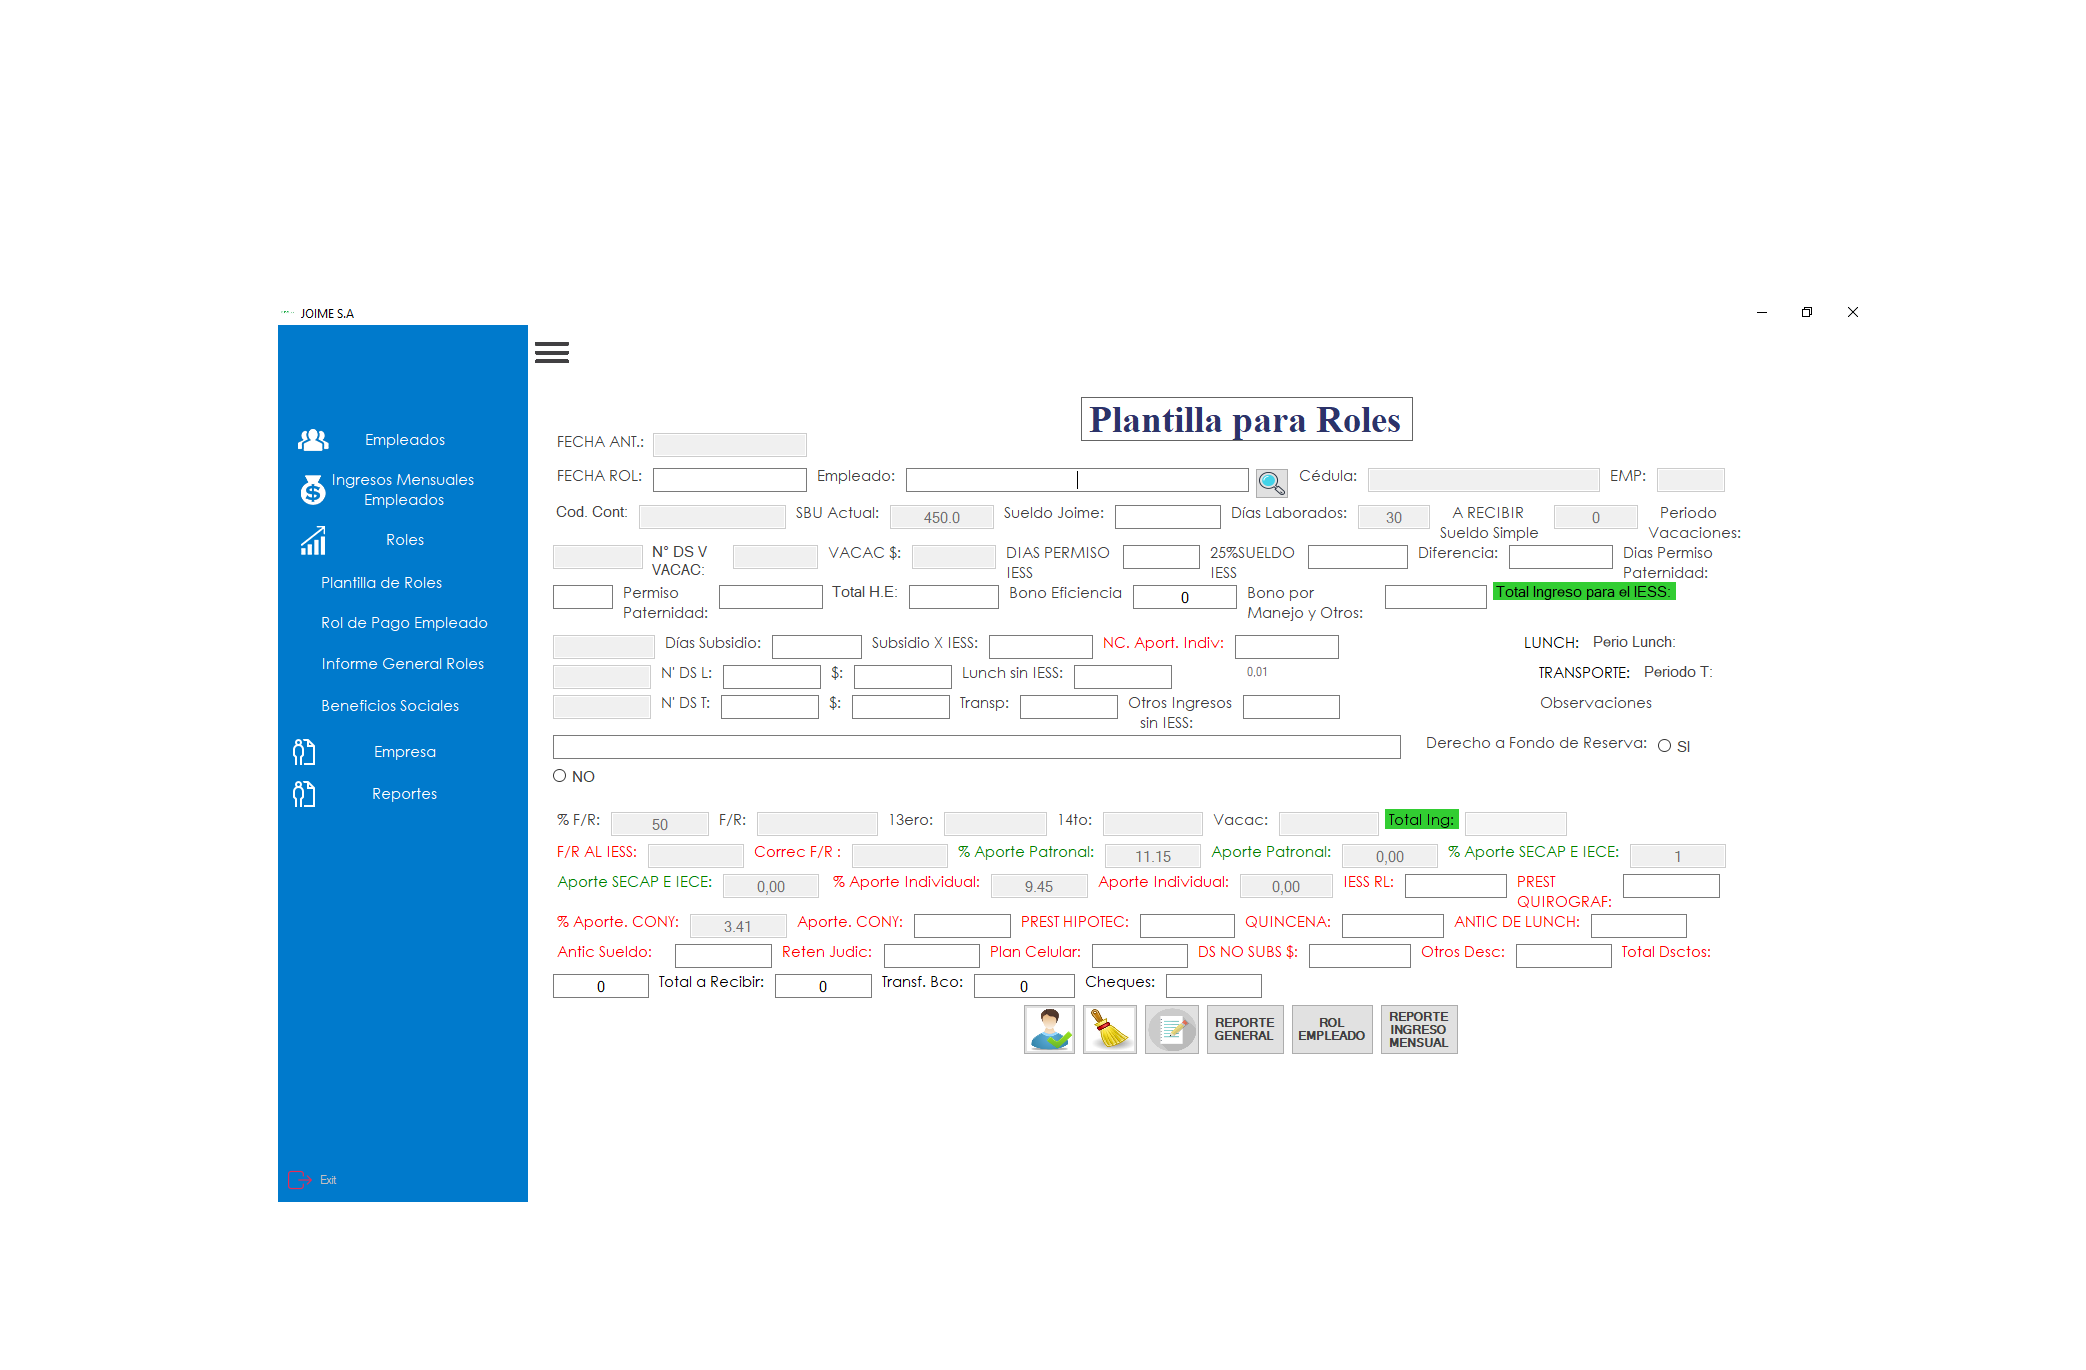 JOIME S.A
Empleados
Ingresos Mensuales
Empleados
Roles
Plantilla de Roles
Rol de Pago Empleado
Informe General Roles
Beneficios Sociales
Empresa
Reportes
Exit
Plantilla para Roles
FECHA ANT.:
FECHA ROL: Empleado: Cédula: EMP:
Cod. Cont: SBU Actual: 450.0 Sueldo Joime: Días Laborados: 30 A RECIBIR Sueldo Simple 0 Periodo Vacaciones:
N° DS V VACAC: VACAC $: DIAS PERMISO IESS 25%SUELDO IESS Diferencia: Dias Permiso Paternidad:
Permiso Paternidad: Total H.E: Bono Eficiencia 0 Bono por Manejo y Otros: Total Ingreso para el IESS:
Días Subsidio: Subsidio X IESS: NC. Aport. Indiv: LUNCH: Perio Lunch:
N' DS L: $: Lunch sin IESS: 0,01 TRANSPORTE: Periodo T:
N' DS T: $: Transp: Otros Ingresos sin IESS: Observaciones
Derecho a Fondo de Reserva: SI
NO
% F/R: 50 F/R: 13ero: 14to: Vacac: Total Ing:
F/R AL IESS: Correc F/R : % Aporte Patronal: 11.15 Aporte Patronal: 0,00 % Aporte SECAP E IECE: 1
Aporte SECAP E IECE: 0,00 % Aporte Individual: 9.45 Aporte Individual: 0,00 IESS RL: PREST QUIROGRAF:
% Aporte. CONY: 3.41 Aporte. CONY: PREST HIPOTEC: QUINCENA: ANTIC DE LUNCH:
Antic Sueldo: Reten Judic: Plan Celular: DS NO SUBS $: Otros Desc: Total Dsctos:
0 Total a Recibir: 0 Transf. Bco: 0 Cheques:
REPORTE GENERAL
ROL EMPLEADO
REPORTE INGRESO MENSUAL